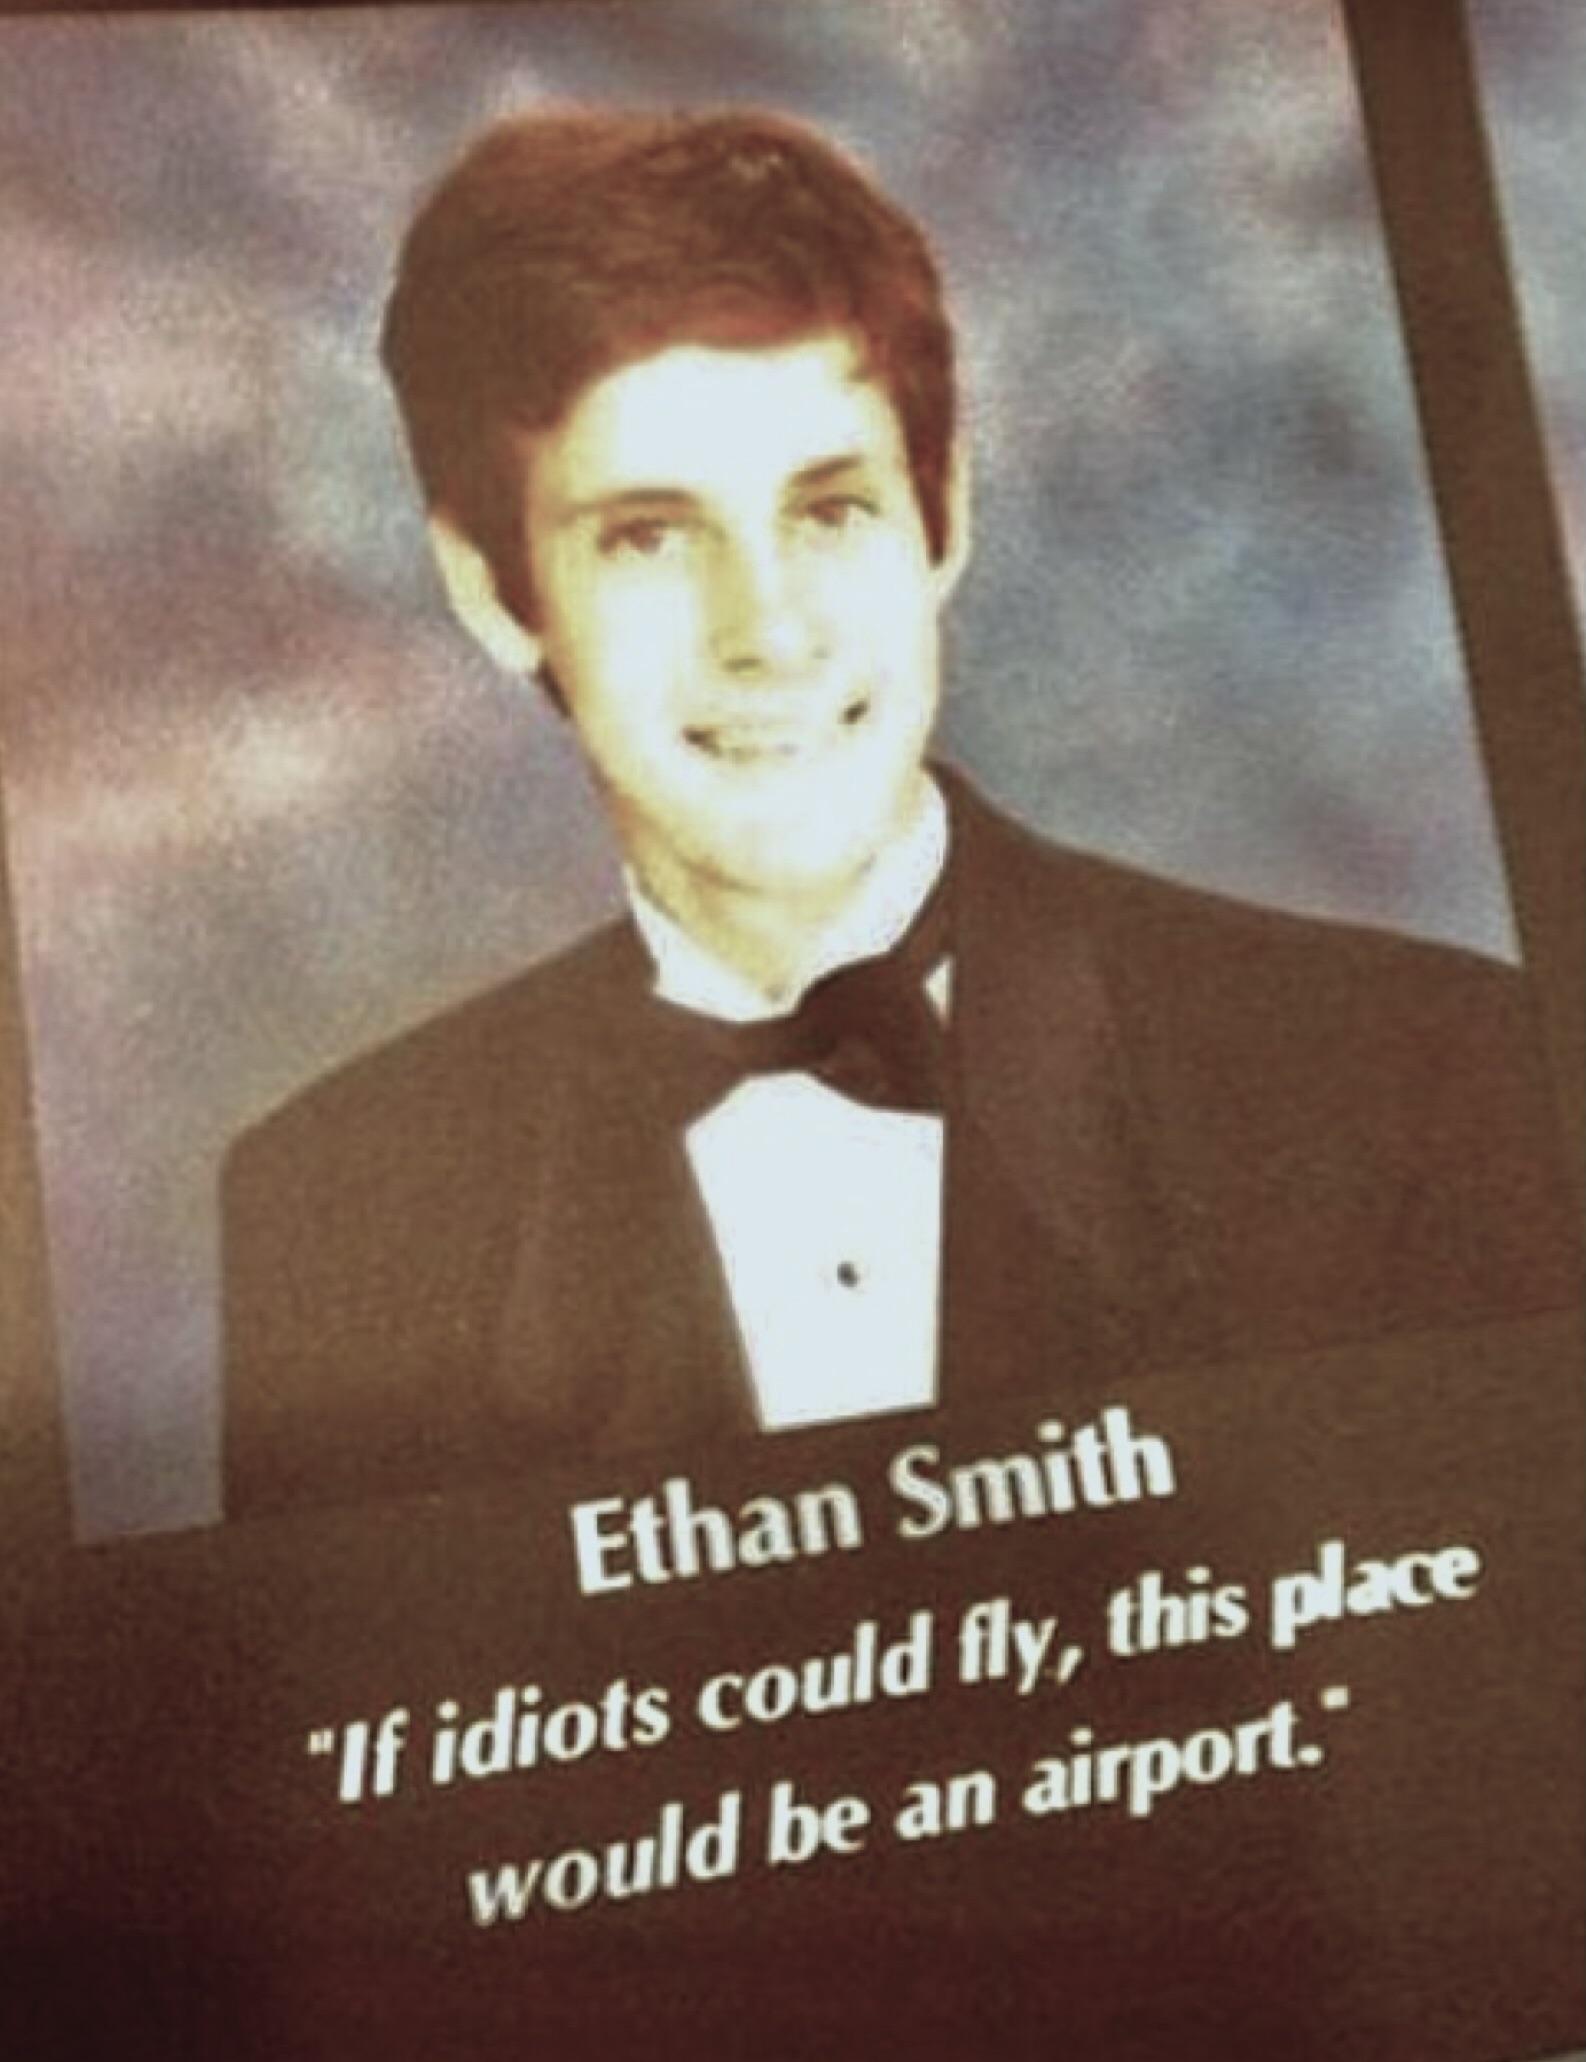 Ethan Smith
"If idiots could fly, this place
would be an airport."